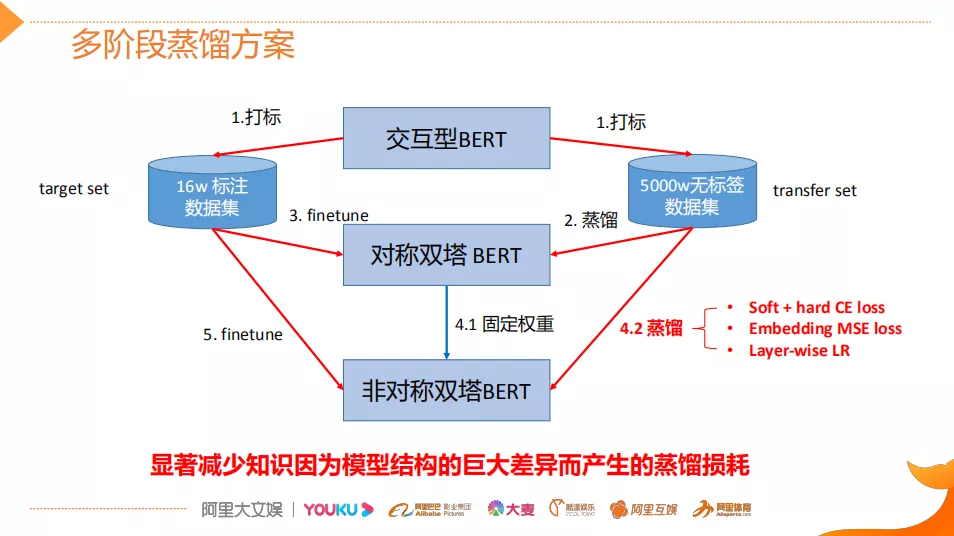 多阶段蒸馏方案
1.打标
交互型BERT
1.打标
target set
16w 标注
数据集
5000w无标签
数据集
transfer set
3. finetune
2. 蒸馏
对称双塔 BERT
5. finetune
4.1 固定权重
4.2 蒸馏
• Soft + hard CE loss
• Embedding MSE loss
• Layer-wise LR
非对称双塔BERT
显著减少知识因为模型结构的巨大差异而产生的蒸馏损耗
阿里大文娱
YOUKU
阿里巴巴 影业集团
Alibaba Pictures
大麦
酷漾娱乐
COOL YOUNG
阿里互娱
阿里体育
Alisports.com